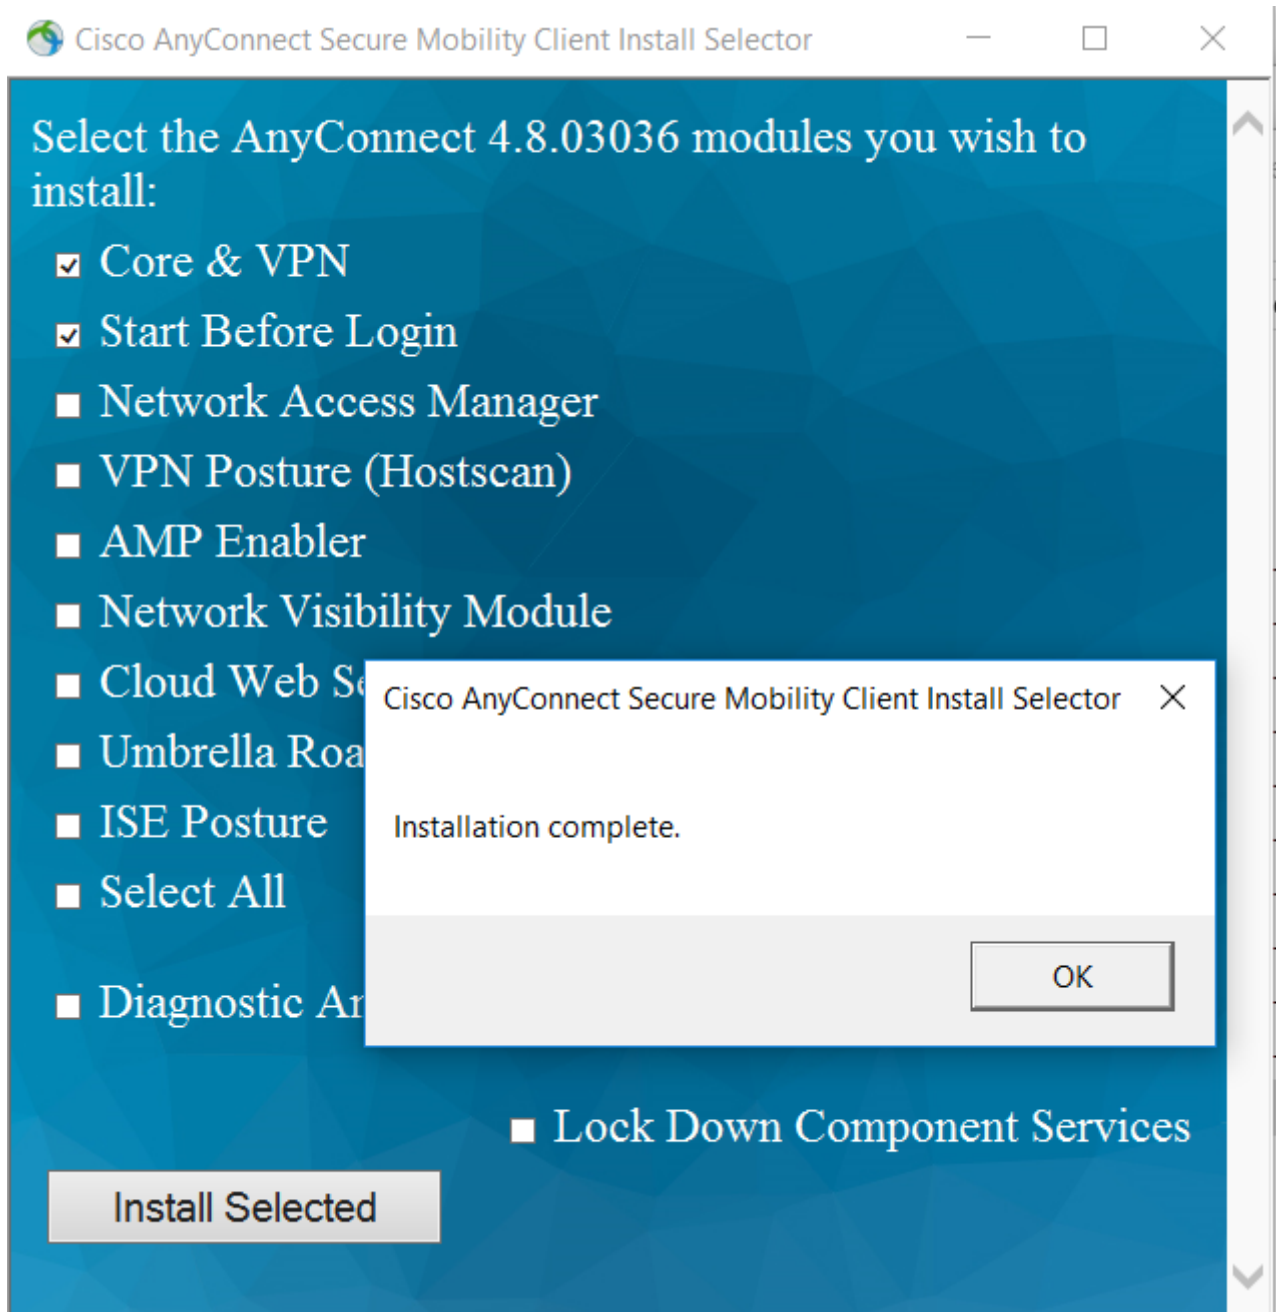 Cisco AnyConnect Secure Mobility Client Install Selector
Select the AnyConnect 4.8.03036 modules you wish to
install:
Core & VPN
Start Before Login
Network Access Manager
VPN Posture (Hostscan)
AMP Enabler
Network Visibility Module
Cloud Web
Umbrella
ISE Posture
Select All
Diagnostic
Cisco AnyConnect Secure Mobility Client Install Selector
Installation complete.
OK
Lock Down Component Services
Install Selected